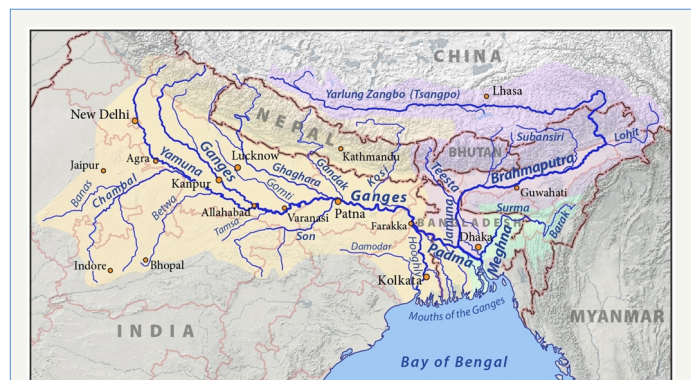 CHINA
Yarlung Zangbo (Tsangpo)
Lhasa
New Delhi
NEPAL
Subansiri
Lohit
BHUTAN
Brahmaputra
Kathmandu
Lucknow
Agra
Yamuna
Ganges
Jaipur
Ghaghara
Gandak
Kosi
Teesta
Guwahati
Kanpur
Gomti
Banas
Chambal
Betwa
Allahabad
Varanasi
Patna
Ganges
Jamuna
Surma
Barak
Farakka
BANGLADESH
Tamsa
Son
Dhaka
Meghna
Damodar
Hooghly
Padma
Indore
Bhopal
Kolkata
Mouths of the Ganges
INDIA
MYANMAR
Bay of Bengal